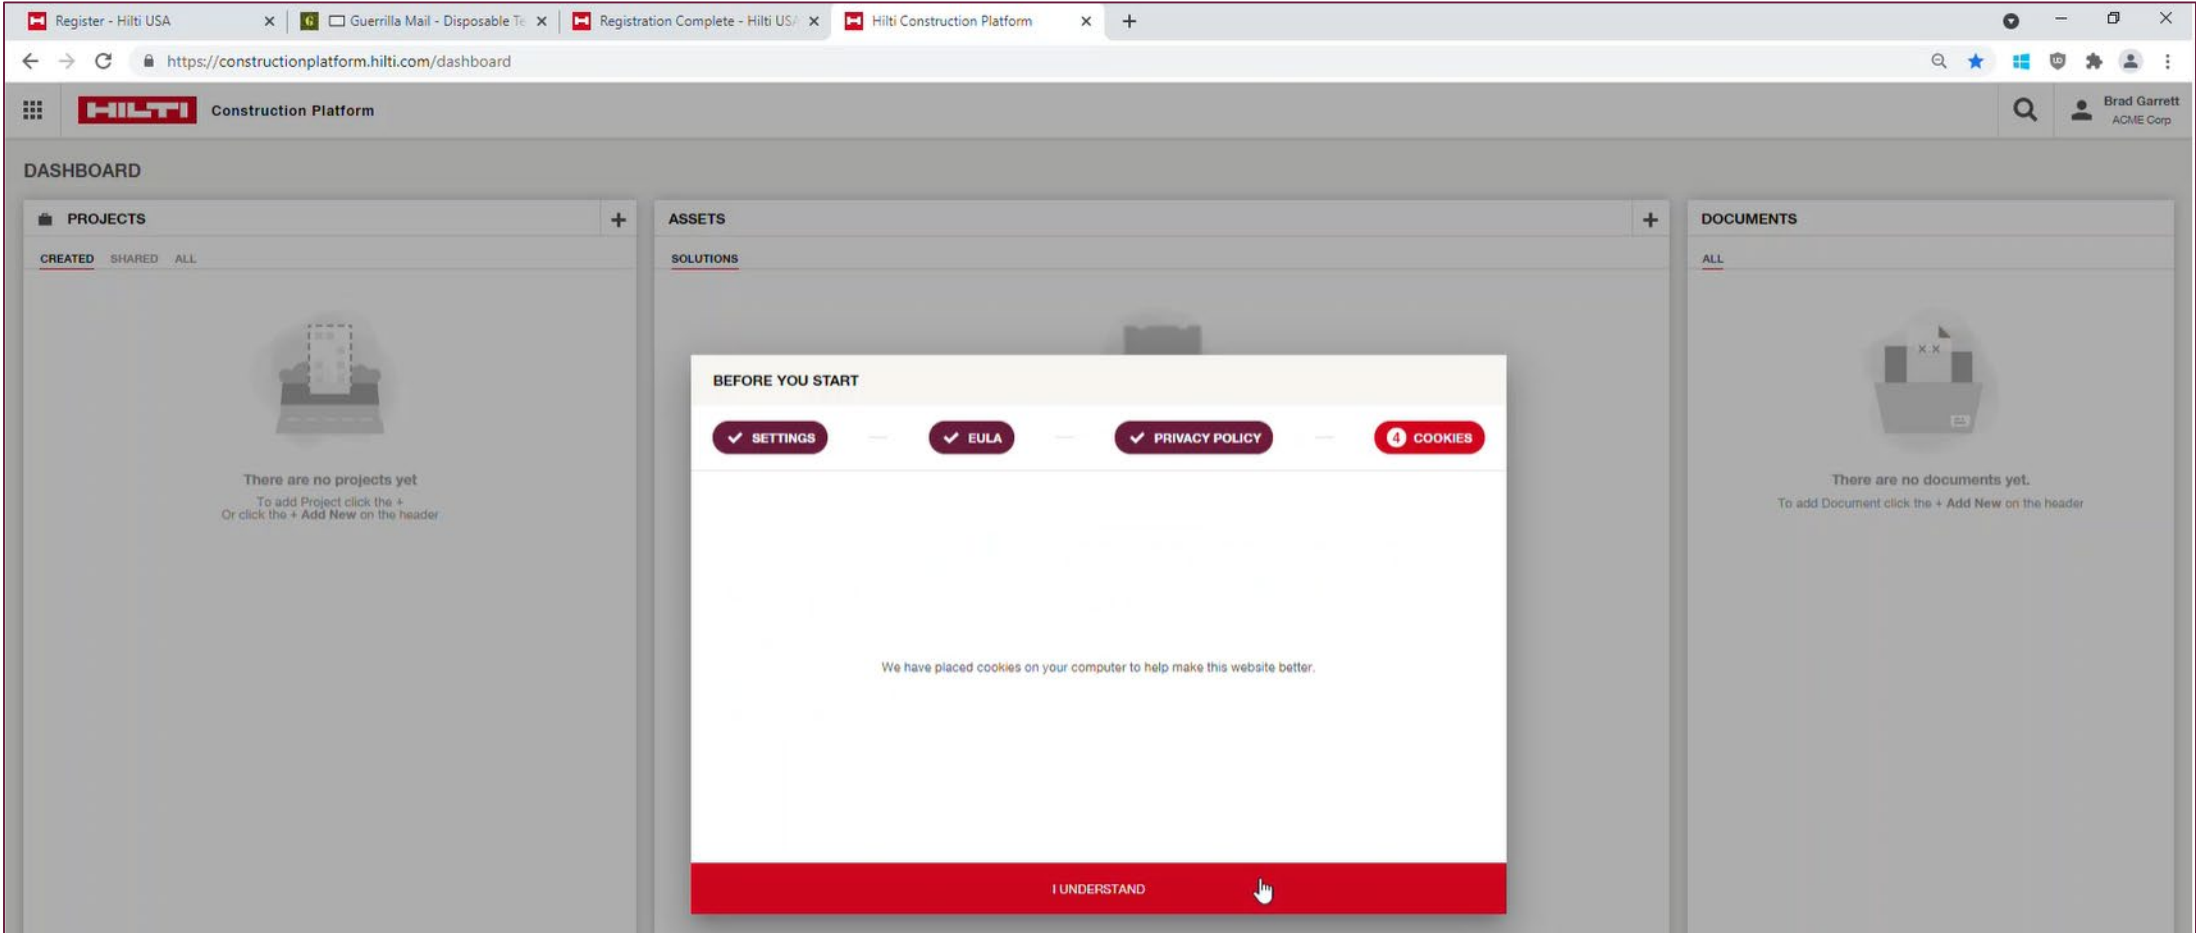 Register - Hilti USA
Guerrilla Mail - Disposable Te
Registration Complete - Hilti USA
Hilti Construction Platform
https://constructionplatform.hilti.com/dashboard
HILTI Construction Platform
Brad Garrett
ACME Corp
DASHBOARD
PROJECTS
CREATED SHARED ALL
There are no projects yet
To add Project click the +
Or click the + Add New on the header
ASSETS
SOLUTIONS
DOCUMENTS
ALL
There are no documents yet.
To add Document click the + Add New on the header
BEFORE YOU START
SETTINGS
EULA
PRIVACY POLICY
4 COOKIES
We have placed cookies on your computer to help make this website better.
I UNDERSTAND